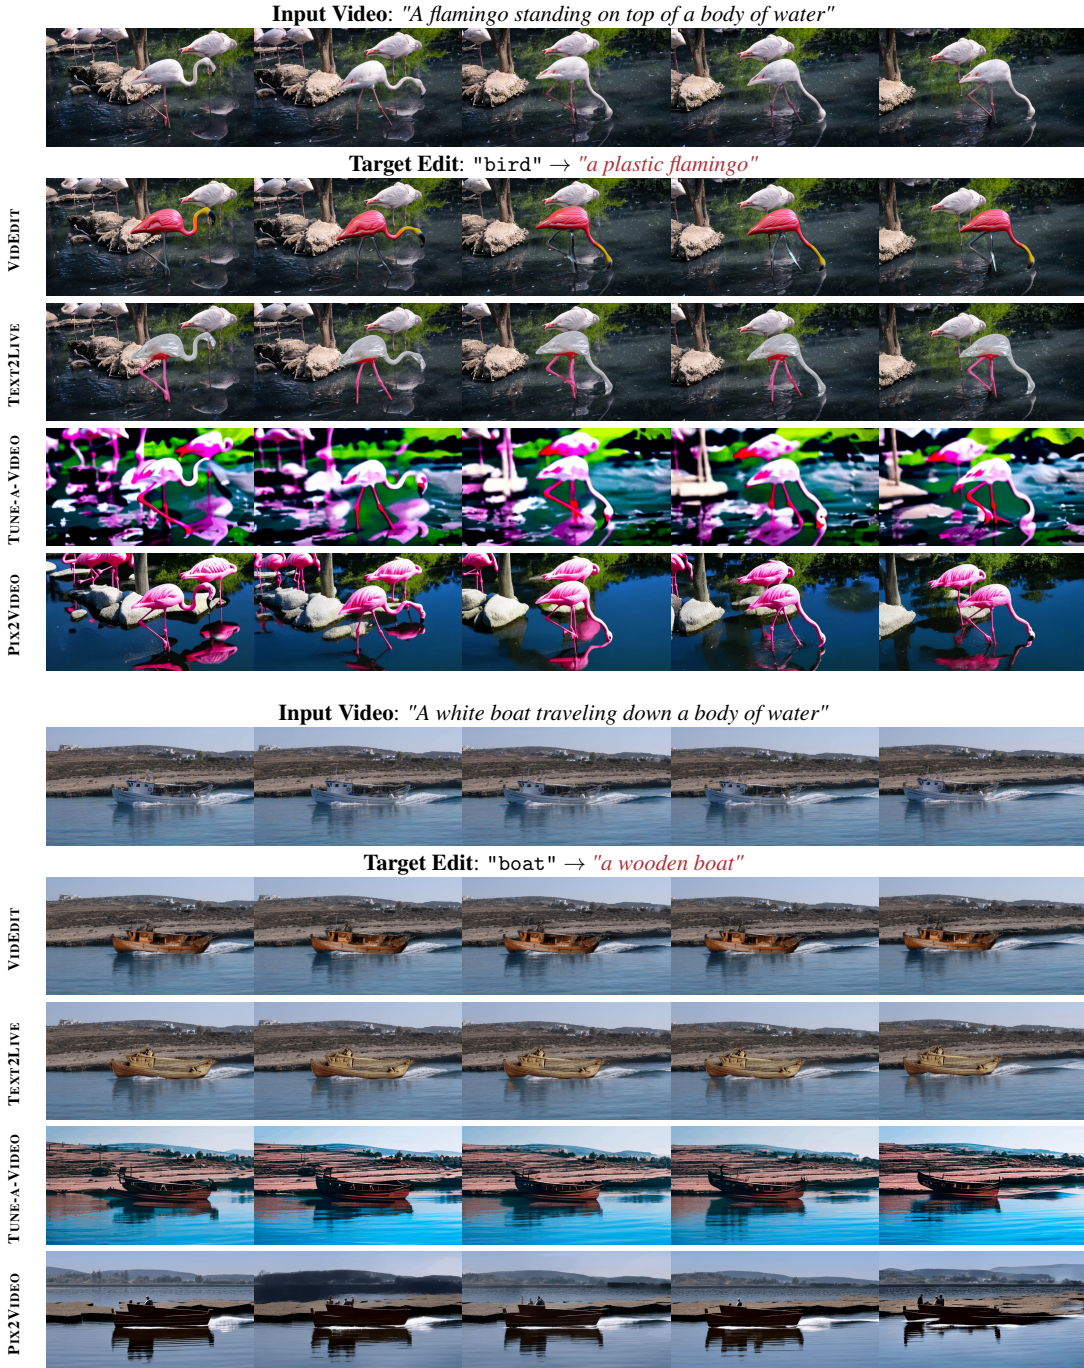 Input Video: "A flamingo standing on top of a body of water"
Target Edit: "bird" → "a plastic flamingo"
VIDEDIT
TEXT2LIVE
TUNE-A-VIDEO
PIX2VIDEO
Input Video: "A white boat traveling down a body of water"
Target Edit: "boat" → "a wooden boat"
VIDEDIT
TEXT2LIVE
TUNE-A-VIDEO
PIX2VIDEO